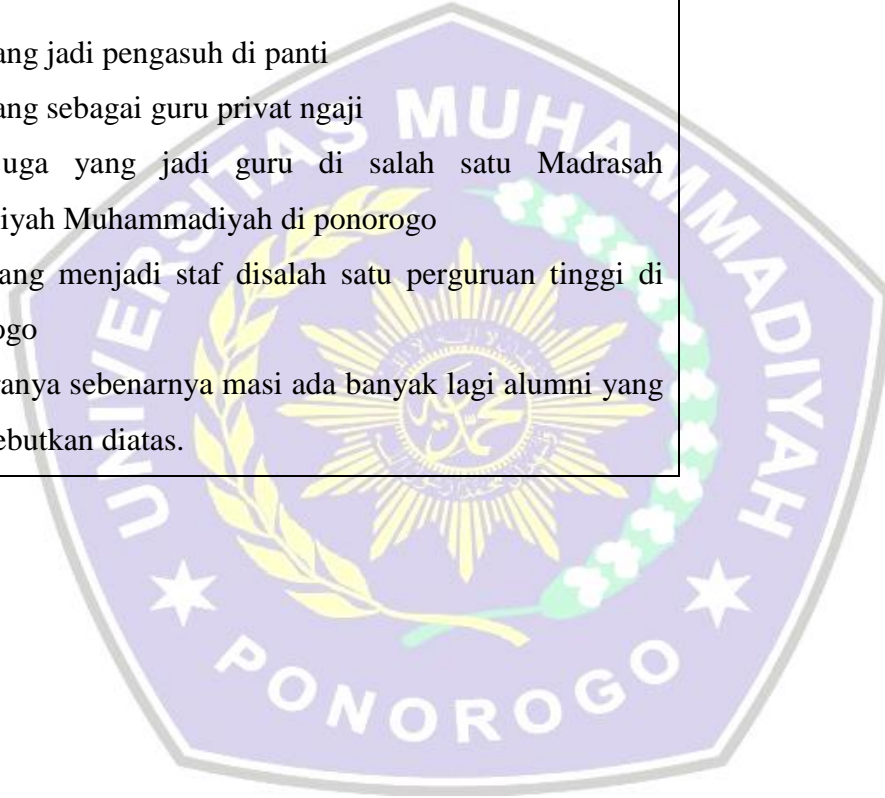 ang jadi pengasuh di panti
ang sebagai guru privat ngaji
uga yang jadi guru di salah satu Madrasah
iyah Muhammadiyah di ponorogo
ang menjadi staf disalah satu perguruan tinggi di
ogo
ranya sebenarnya masi ada banyak lagi alumni yang
ebutkan diatas.
UNIVERSITAS MUHAMMADIYAH
PONOROGO